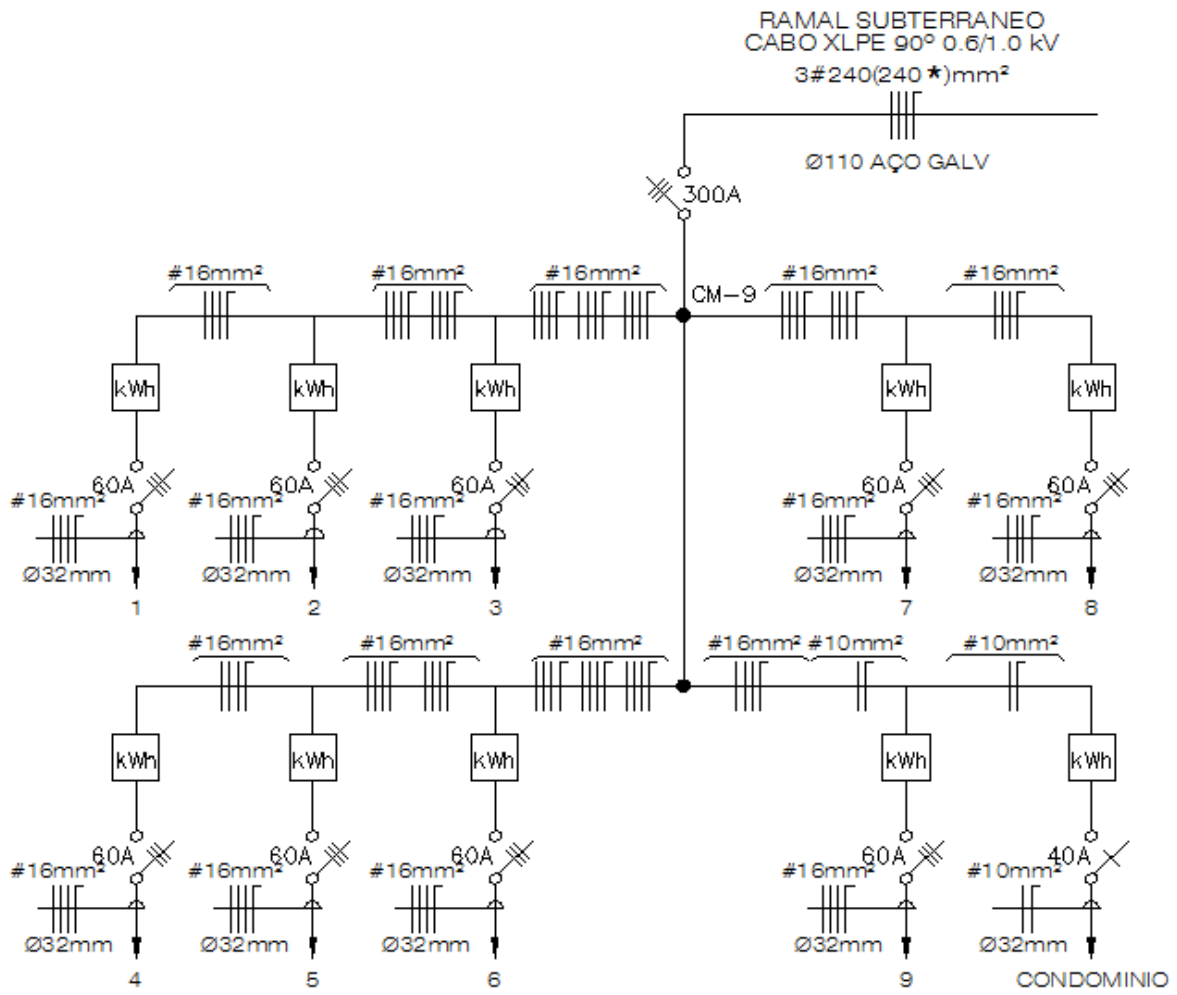 RAMAL SUBTERRANEO
CABO XLPE 90º 0.6/1.0 kV
3#240(240*)mm²
Ø110 AÇO GALV
300A
#16mm² #16mm² #16mm² #16mm² #16mm²
CM-9
kWh kWh kWh kWh kWh
60A 60A 60A 60A 60A
#16mm² #16mm² #16mm² #16mm² #16mm²
Ø32mm Ø32mm Ø32mm Ø32mm Ø32mm
1 2 3 7 8
#16mm² #16mm² #16mm² #16mm² #10mm² #10mm²
kWh kWh kWh kWh kWh
60A 60A 60A 60A 40A
#16mm² #16mm² #16mm² #16mm² #10mm²
Ø32mm Ø32mm Ø32mm Ø32mm Ø32mm
4 5 6 9 CONDOMINIO